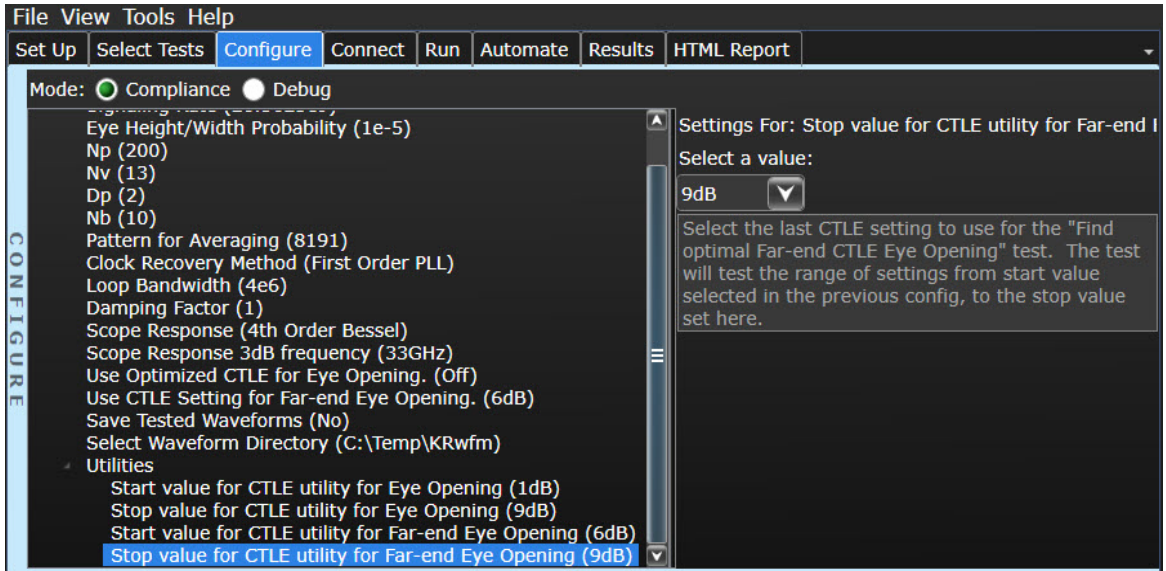 File View Tools Help
Set Up Select Tests Configure Connect Run Automate Results HTML Report
Mode: Compliance Debug
CONFIGURE
Eye Height/Width Probability (1e-5)
Np (200)
Nv (13)
Dp (2)
Nb (10)
Pattern for Averaging (8191)
Clock Recovery Method (First Order PLL)
Loop Bandwidth (4e6)
Damping Factor (1)
Scope Response (4th Order Bessel)
Scope Response 3dB frequency (33GHz)
Use Optimized CTLE for Eye Opening. (Off)
Use CTLE Setting for Far-end Eye Opening. (6dB)
Save Tested Waveforms (No)
Select Waveform Directory (C:\Temp\KRwfm)
Utilities
Start value for CTLE utility for Eye Opening (1dB)
Stop value for CTLE utility for Eye Opening (9dB)
Start value for CTLE utility for Far-end Eye Opening (6dB)
Stop value for CTLE utility for Far-end Eye Opening (9dB)
Settings For: Stop value for CTLE utility for Far-end
Select a value:
9dB
Select the last CTLE setting to use for the "Find
optimal Far-end CTLE Eye Opening" test. The test
will test the range of settings from start value
selected in the previous config, to the stop value
set here.